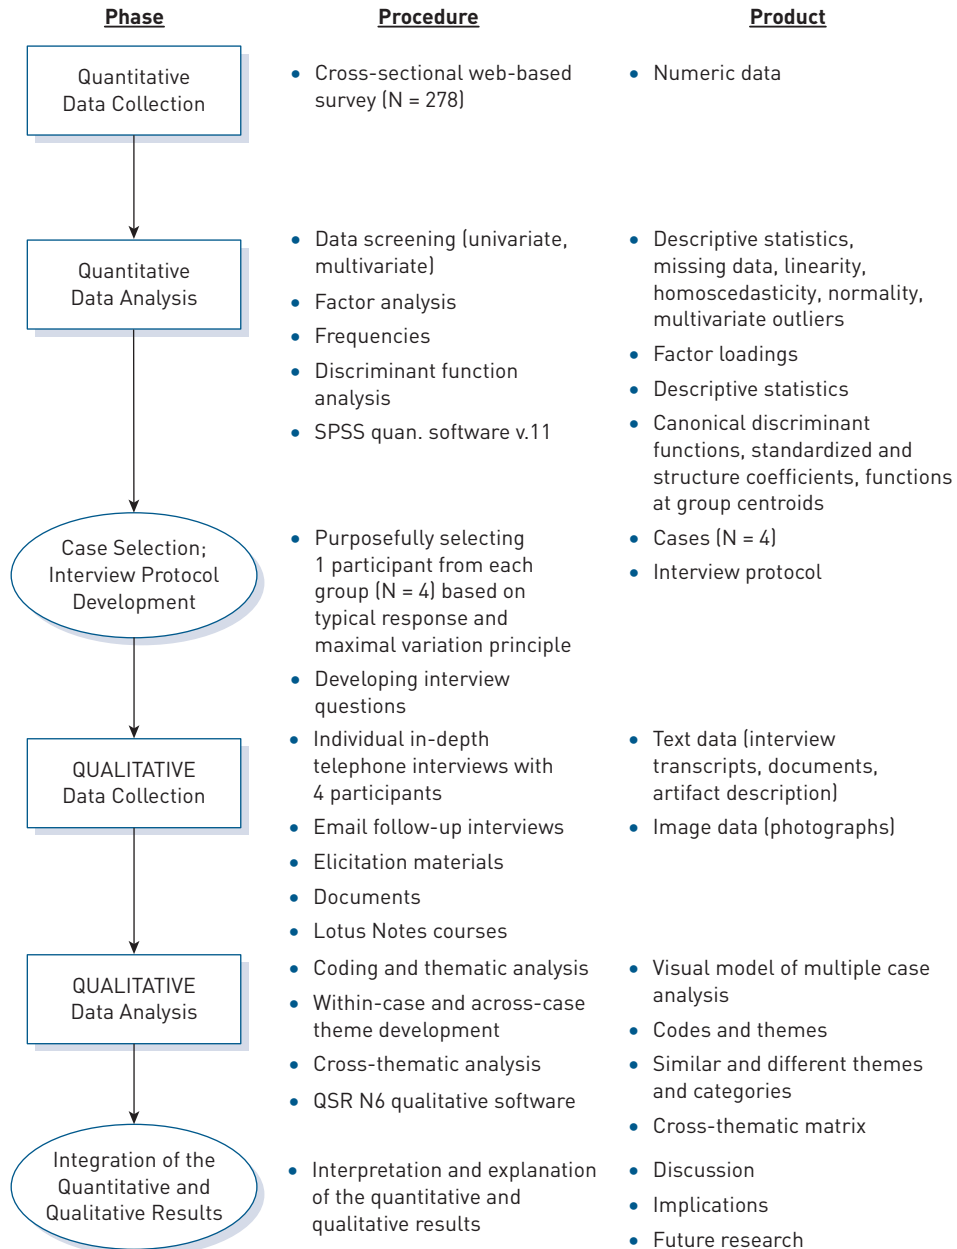 Phase
Procedure
Product
Quantitative
Data Collection
• Cross-sectional web-based
survey (N = 278)
• Numeric data
Quantitative
Data Analysis
• Data screening (univariate,
multivariate)
• Factor analysis
• Frequencies
• Discriminant function
analysis
• SPSS quan. software v.11
• Descriptive statistics,
missing data, linearity,
homoscedasticity, normality,
multivariate outliers
• Factor loadings
• Descriptive statistics
• Canonical discriminant
functions, standardized and
structure coefficients, functions
at group centroids
Case Selection;
Interview Protocol
Development
• Purposefully selecting
1 participant from each
group (N = 4) based on
typical response and
maximal variation principle
• Developing interview
questions
• Cases (N = 4)
• Interview protocol
QUALITATIVE
Data Collection
• Individual in-depth
telephone interviews with
4 participants
• Email follow-up interviews
• Elicitation materials
• Documents
• Lotus Notes courses
• Text data (interview
transcripts, documents,
artifact description)
• Image data (photographs)
QUALITATIVE
Data Analysis
• Coding and thematic analysis
• Within-case and across-case
theme development
• Cross-thematic analysis
• QSR N6 qualitative software
• Visual model of multiple case
analysis
• Codes and themes
• Similar and different themes
and categories
• Cross-thematic matrix
Integration of the
Quantitative and
Qualitative Results
• Interpretation and explanation
of the quantitative and
qualitative results
• Discussion
• Implications
• Future research